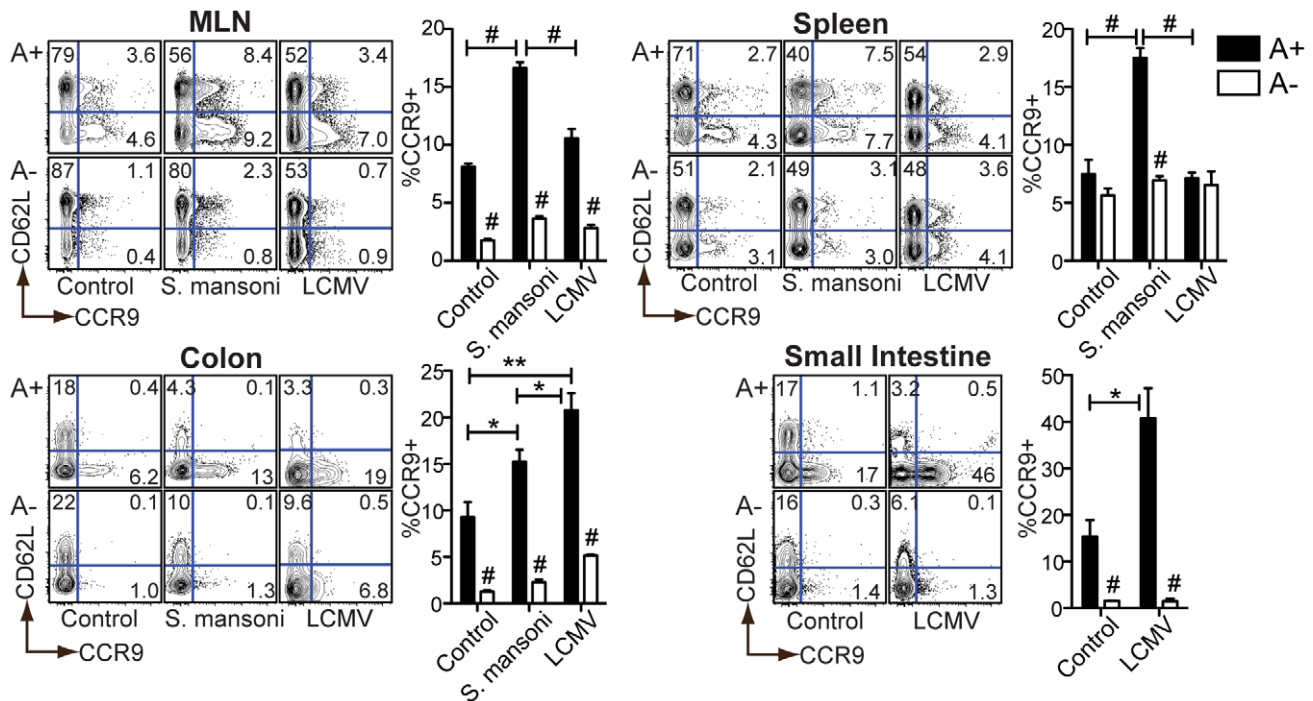 MLN
A+
79 3.6 56 8.4 52 3.4
4.6 9.2 7.0
A-
87 1.1 80 2.3 53 0.7
0.4 0.8 0.9
CD62L
Control S. mansoni LCMV
CCR9
%CCR9+
20
15
10
5
0
# #
# # #
Control
S. mansoni
LCMV
Spleen
A+
71 2.7 40 7.5 54 2.9
4.3 7.7 4.1
A-
51 2.1 49 3.1 48 3.6
3.1 3.0 4.1
CD62L
Control S. mansoni LCMV
CCR9
%CCR9+
20
15
10
5
0
# #
#
Control
S. mansoni
LCMV
A+
A-
Colon
A+
18 0.4 4.3 0.1 3.3 0.3
6.2 13 19
A-
22 0.1 10 0.1 9.6 0.5
1.0 1.3 6.8
CD62L
Control S. mansoni LCMV
CCR9
%CCR9+
25
20
15
10
5
0
**
*
*
# # #
Control
S. mansoni
LCMV
Small Intestine
A+
17 1.1 3.2 0.5
17 46
A-
16 0.3 6.1 0.1
1.4 1.3
CD62L
Control LCMV
CCR9
%CCR9+
50
40
30
20
10
0
*
# #
Control
LCMV